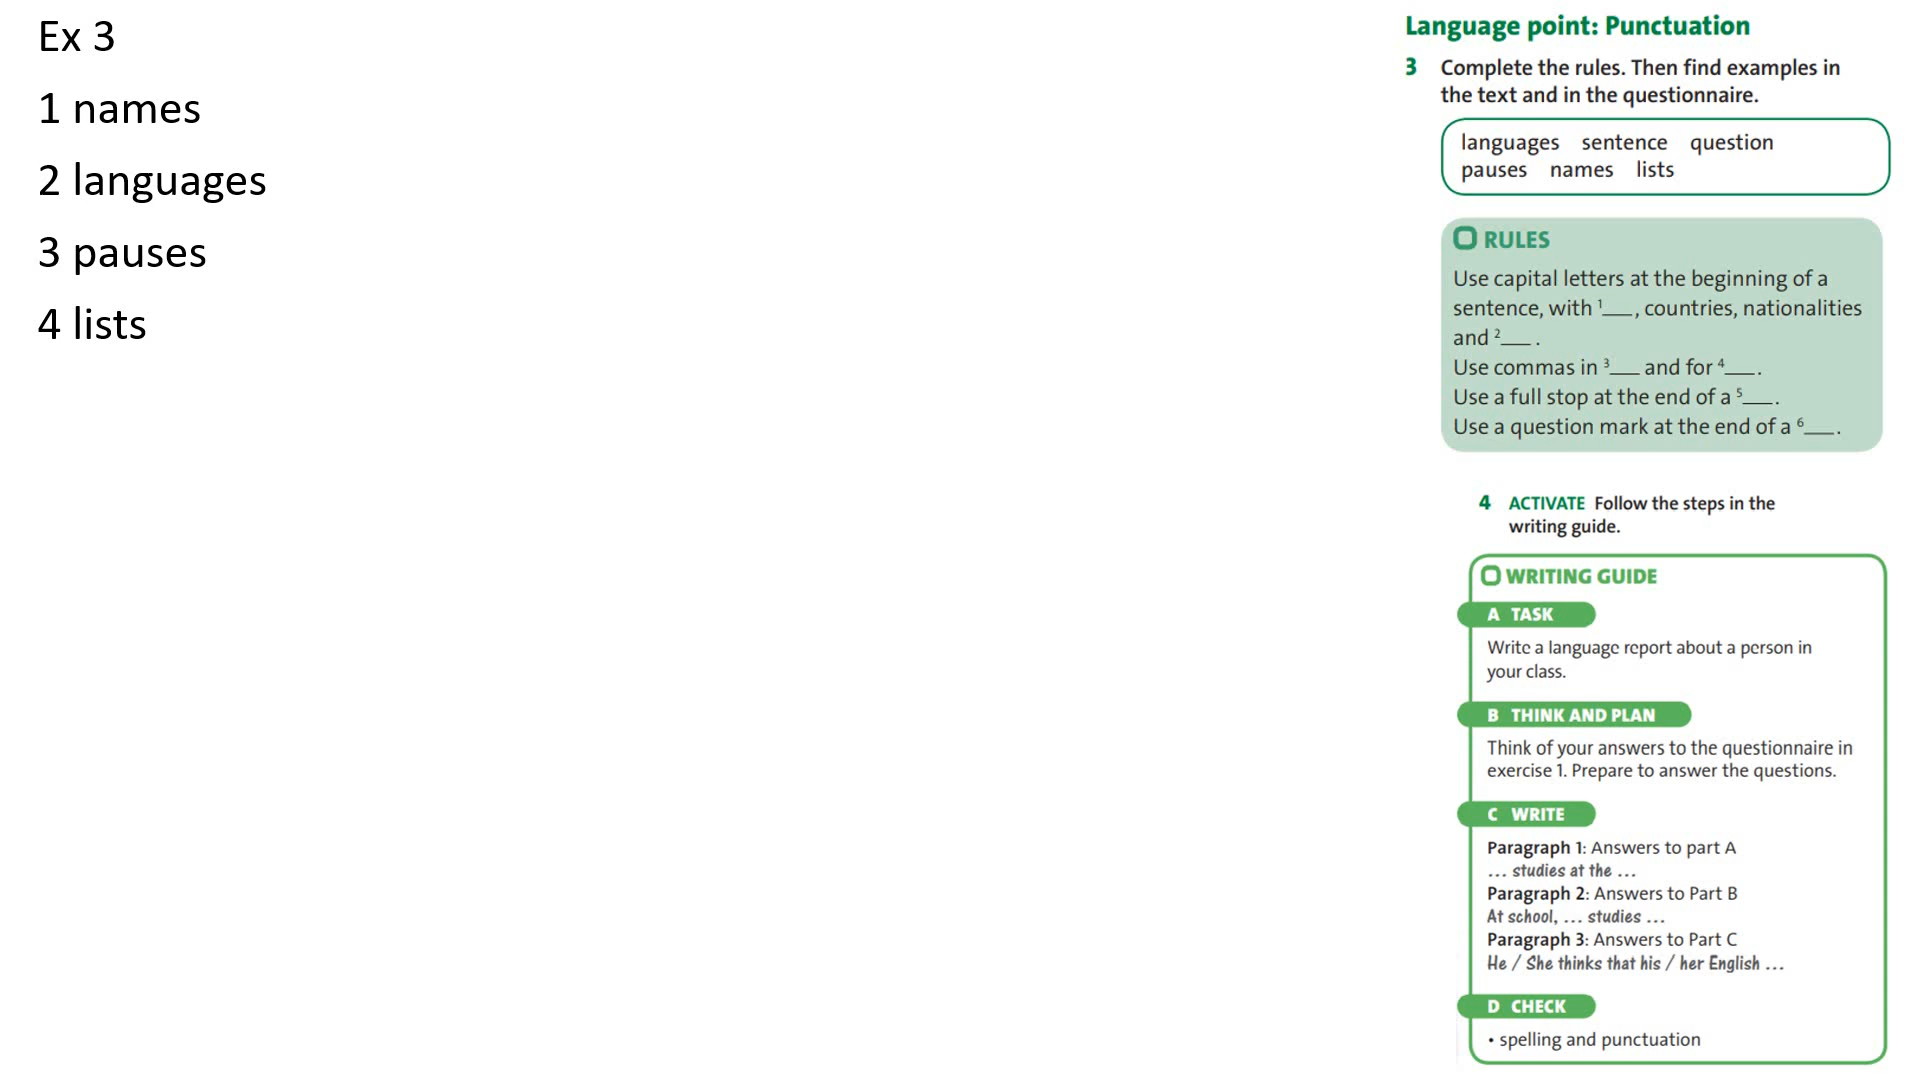 Ex 3
1 names
2 languages
3 pauses
4 lists
Language point: Punctuation
3 Complete the rules. Then find examples in
the text and in the questionnaire.
languages sentence question
pauses names lists
RULES
Use capital letters at the beginning of a
sentence, with 1___, countries, nationalities
and 2___.
Use commas in 3___ and for 4___.
Use a full stop at the end of a 5___.
Use a question mark at the end of a 6___.
4 ACTIVATE Follow the steps in the
writing guide.
WRITING GUIDE
A TASK
Write a language report about a person in
your class.
B THINK AND PLAN
Think of your answers to the questionnaire in
exercise 1. Prepare to answer the questions.
C WRITE
Paragraph 1: Answers to part A
... studies at the ...
Paragraph 2: Answers to Part B
At school, ... studies ...
Paragraph 3: Answers to Part C
He / She thinks that his / her English ...
D CHECK
• spelling and punctuation